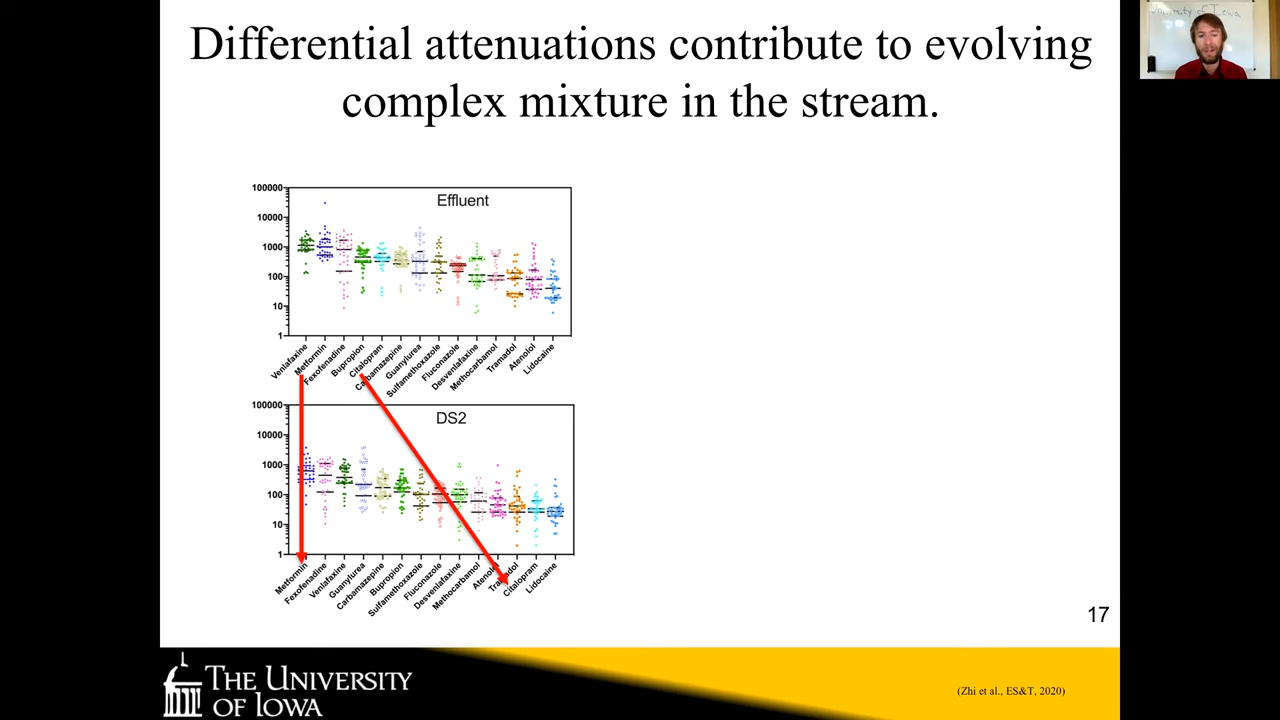 University of Iowa
Differential attenuations contribute to evolving
complex mixture in the stream.
Effluent
100000
10000
1000
100
10
1
Venlafaxine
Metformin
Fexofenadine
Bupropion
Citalopram
Carbamazepine
Guanylurea
Sulfamethoxazole
Fluconazole
Desvenlafaxine
Methocarbamol
Tramadol
Atenolol
Lidocaine
DS2
100000
10000
1000
100
10
1
Metformin
Fexofenadine
Venlafaxine
Guanylurea
Carbamazepine
Bupropion
Sulfamethoxazole
Fluconazole
Desvenlafaxine
Methocarbamol
Atenolol
Tramadol
Citalopram
Lidocaine
17
THE UNIVERSITY
OF IOWA
(Zhi et al., ES&T, 2020)